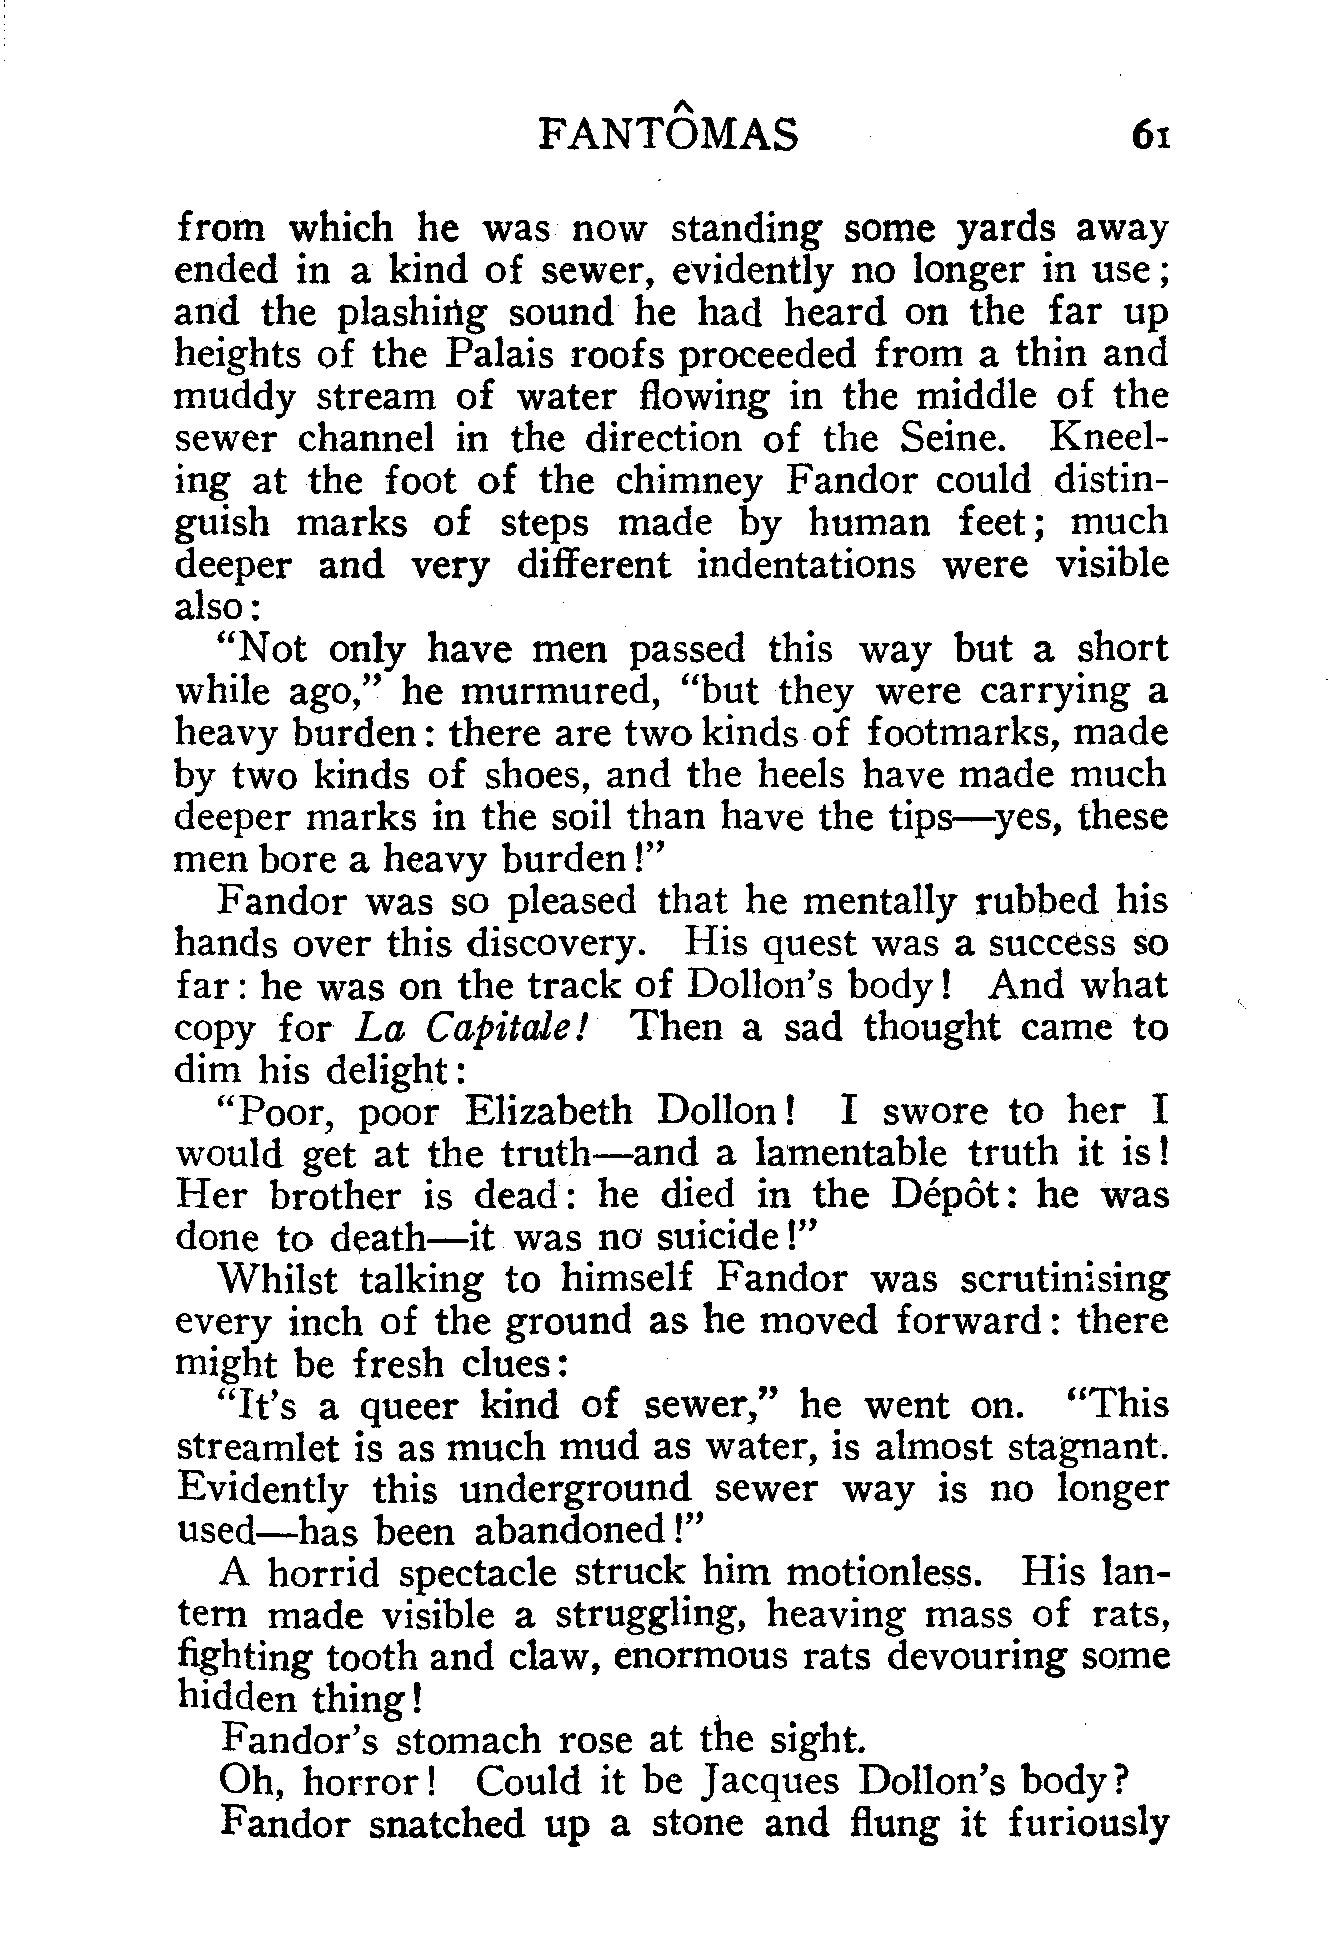 FANTÔMAS 61
from which he was now standing some yards away
ended in a kind of sewer, evidently no longer in use;
and the plashing sound he had heard on the far up
heights of the Palais roofs proceeded from a thin and
muddy stream of water flowing in the middle of the
sewer channel in the direction of the Seine. Kneel-
ing at the foot of the chimney Fandor could distin-
guish marks of steps made by human feet; much
deeper and very different indentations were visible
also:
"Not only have men passed this way but a short
while ago," he murmured, "but they were carrying a
heavy burden: there are two kinds of footmarks, made
by two kinds of shoes, and the heels have made much
deeper marks in the soil than have the tips—yes, these
men bore a heavy burden!"
Fandor was so pleased that he mentally rubbed his
hands over this discovery. His quest was a success so
far: he was on the track of Dollon's body! And what
copy for La Capitale! Then a sad thought came to
dim his delight:
"Poor, poor Elizabeth Dollon! I swore to her I
would get at the truth—and a lamentable truth it is!
Her brother is dead: he died in the Dépôt: he was
done to death—it was no suicide!"
Whilst talking to himself Fandor was scrutinising
every inch of the ground as he moved forward: there
might be fresh clues:
"It's a queer kind of sewer," he went on. "This
streamlet is as much mud as water, is almost stagnant.
Evidently this underground sewer way is no longer
used—has been abandoned!"
A horrid spectacle struck him motionless. His lan-
tern made visible a struggling, heaving mass of rats,
fighting tooth and claw, enormous rats devouring some
hidden thing!
Fandor's stomach rose at the sight.
Oh, horror! Could it be Jacques Dollon's body?
Fandor snatched up a stone and flung it furiously